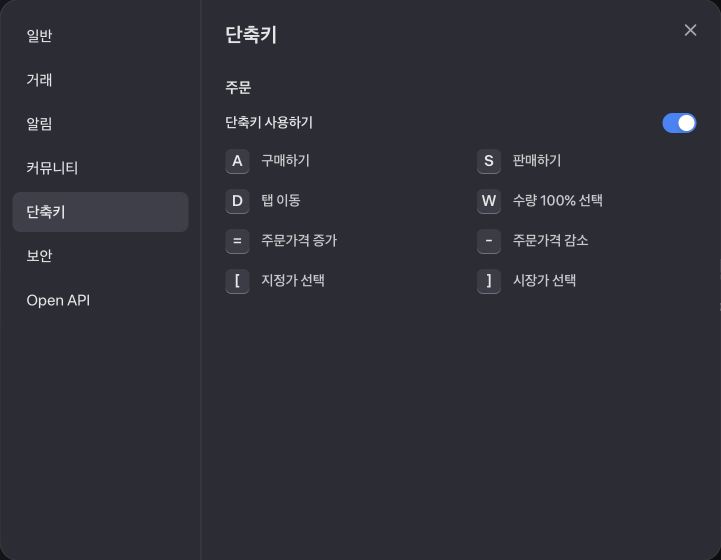 일반
거래
알림
커뮤니티
단축키
보안
Open API
단축키
주문
단축키 사용하기
A 구매하기
S 판매하기
D 탭 이동
W 수량 100% 선택
= 주문가격 증가
- 주문가격 감소
[ 지정가 선택
] 시장가 선택